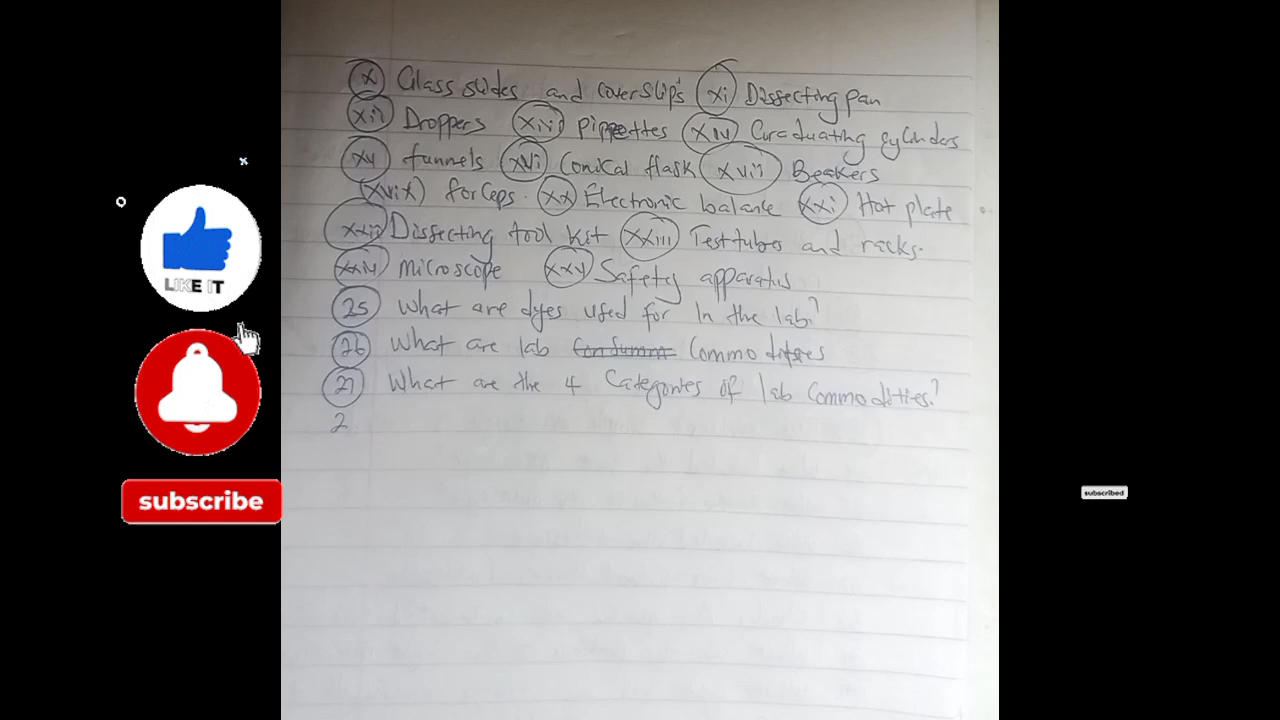 (x) Glass slides and coverslips (xi) Dissecting pan
(xii) Droppers (xiii) pippettes (xiv) Graduating cylinders
(xv) funnels (xvi) Conical flask (xvii) Beakers
(xvix) forceps. (xx) Electronic balance (xxi) Hot plate
(xxii) Dissecting tool kit (xxiii) Test tubes and racks.
(xxiv) microscope (xxv) Safety apparatus
(25) What are dyes used for In the lab?
(26) What are lab Commodities
(27) What are the 4 Categories of lab Commodities?
2
LIKE IT
subscribe
subscribed